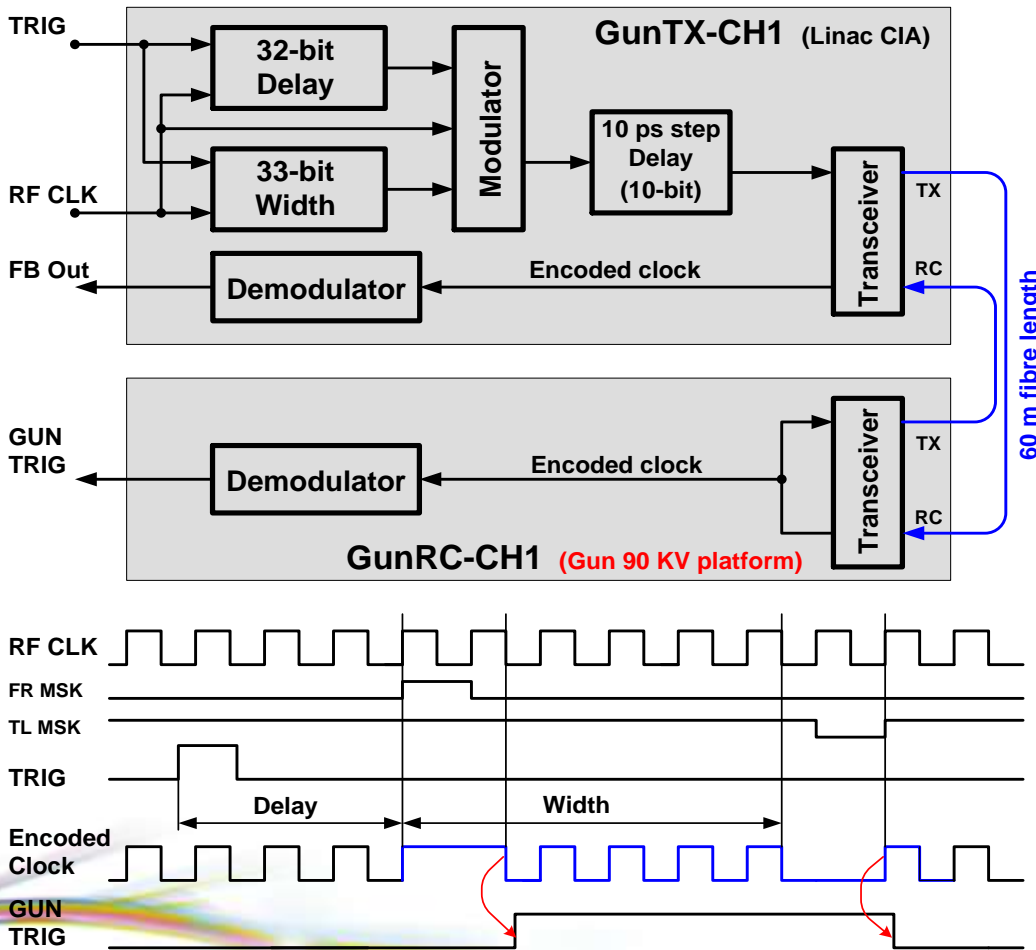 TRIG
GunTX-CH1 (Linac CIA)
32-bit
Delay
Modulator
10 ps step
Delay
(10-bit)
33-bit
Width
Transceiver
TX
RF CLK
FB Out
Demodulator
Encoded clock
RC
60 m fibre length
GUN
TRIG
Demodulator
Encoded clock
Transceiver
TX
RC
GunRC-CH1 (Gun 90 KV platform)
RF CLK
FR MSK
TL MSK
TRIG
Delay
Width
Encoded
Clock
GUN
TRIG